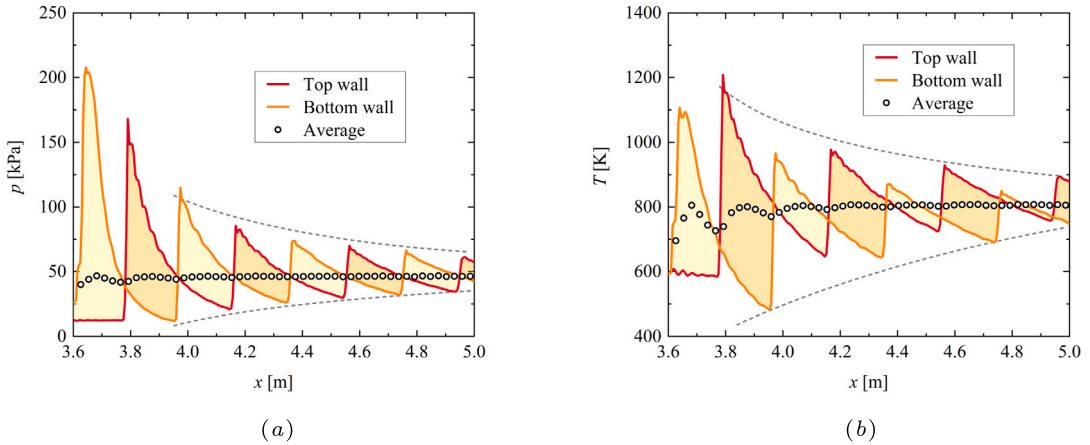 250
200
150
100
50
0
p [kPa]
Top wall
Bottom wall
Average
3.6 3.8 4.0 4.2 4.4 4.6 4.8 5.0
x [m]
(a)
1400
1200
1000
800
600
400
T [K]
Top wall
Bottom wall
Average
3.6 3.8 4.0 4.2 4.4 4.6 4.8 5.0
x [m]
(b)